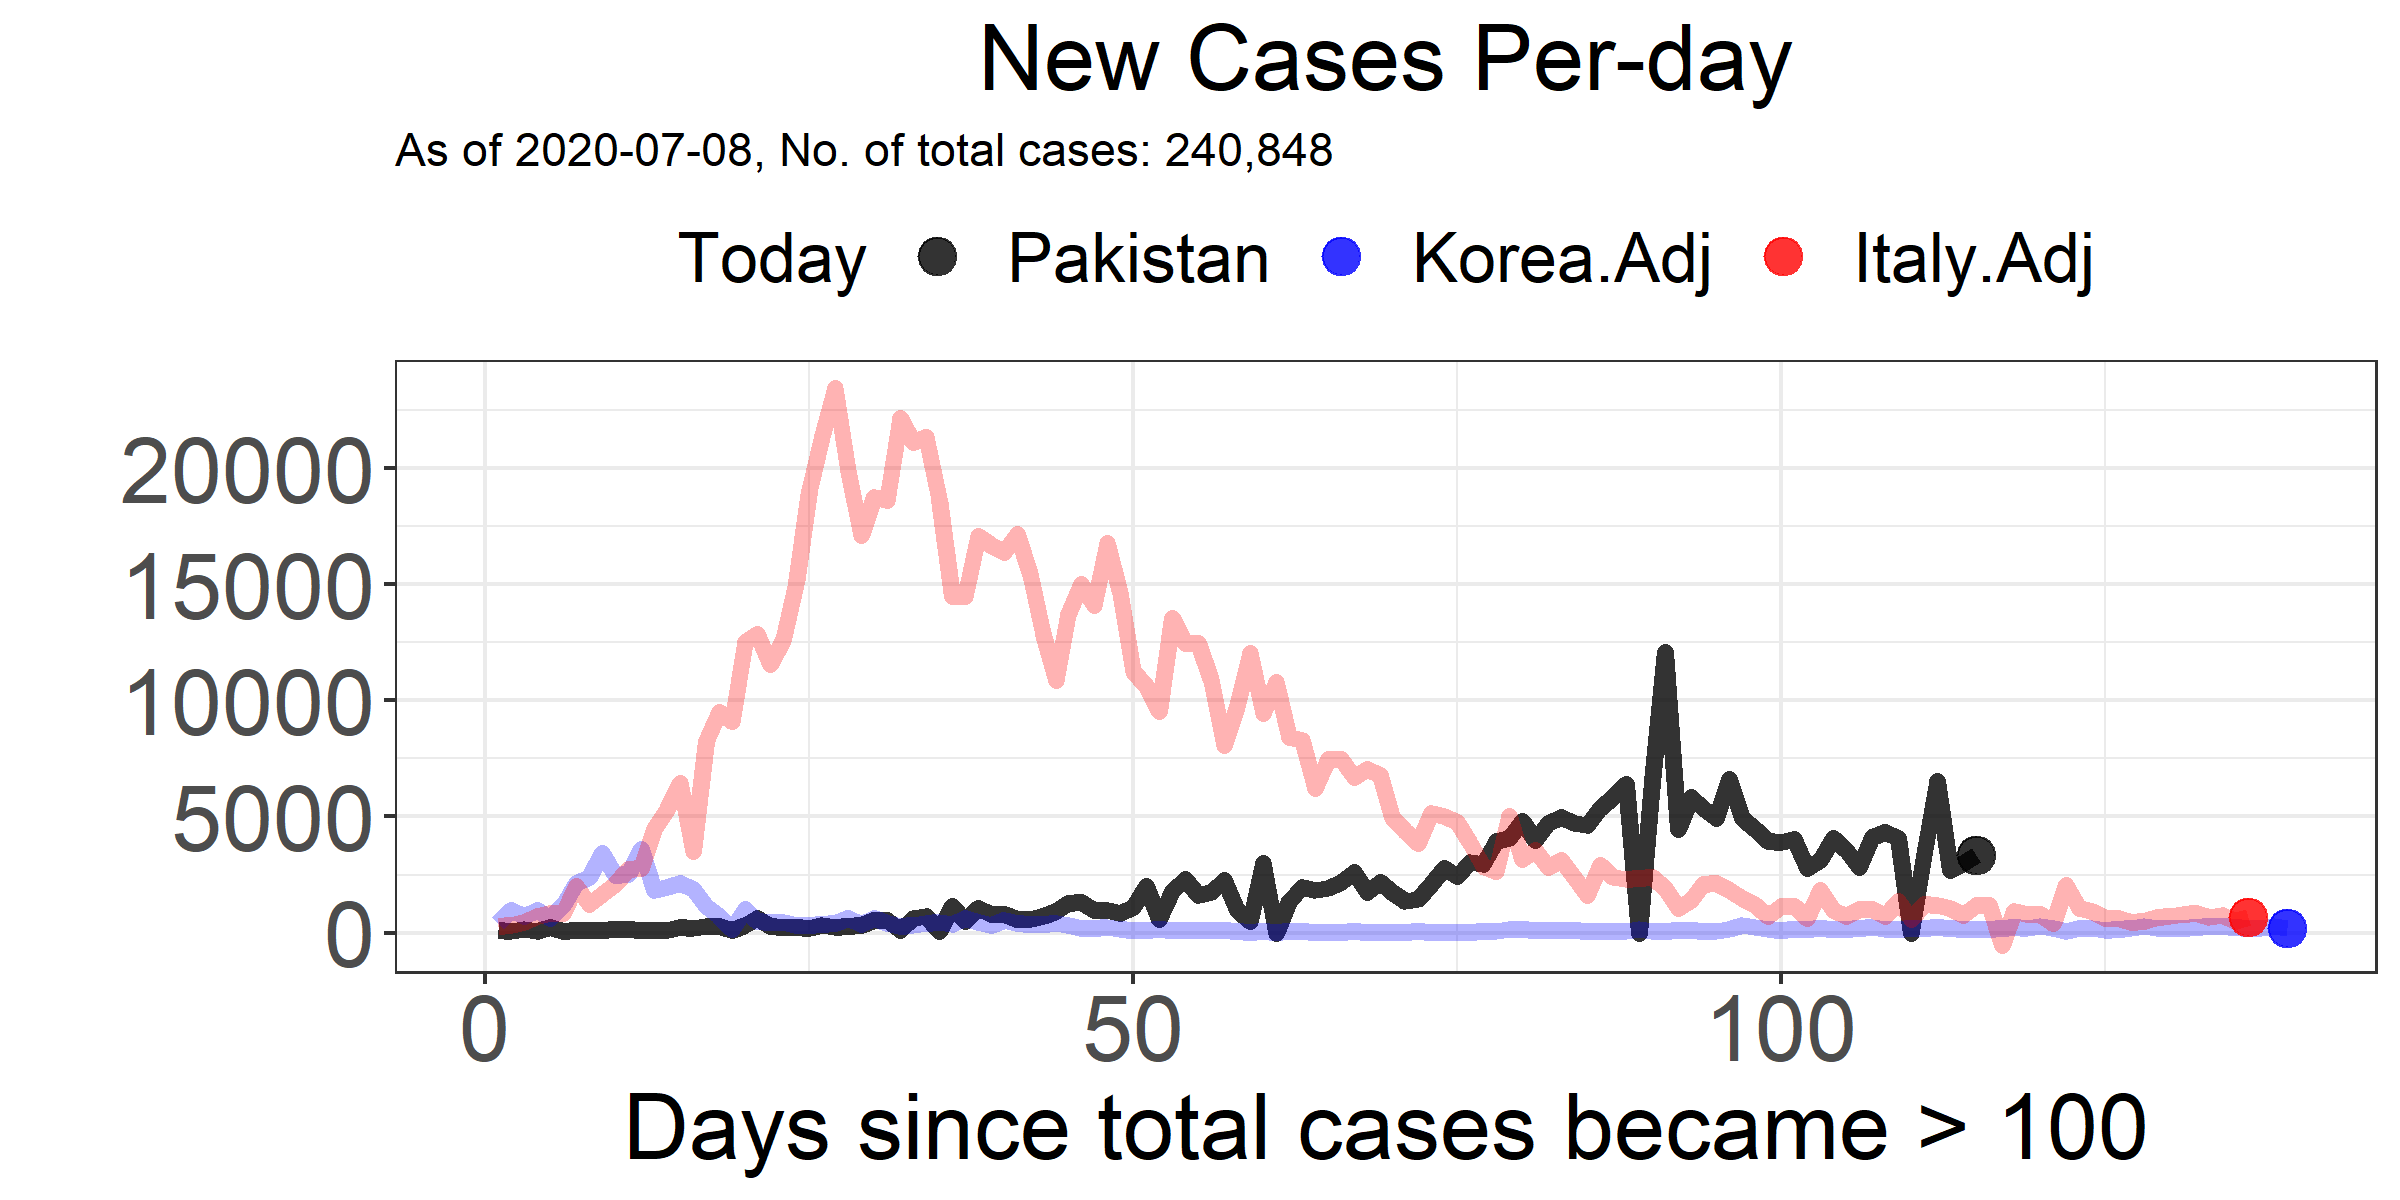 New Cases Per-day
As of 2020-07-08, No. of total cases: 240,848
Today Pakistan Korea.Adj Italy.Adj
20000
15000
10000
5000
0
0 50 100
Days since total cases became > 100